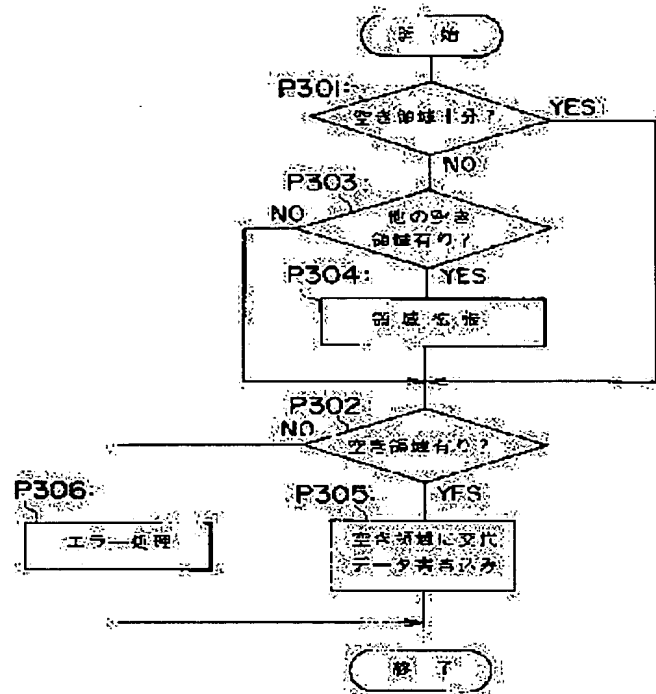 開始
P301:
空き領域十分？
YES
NO
P303:
NO
他の空き
領域有り？
P304:
YES
領域拡張
P302
NO
空き領域有り？
P306:
P305
YES
エラー処理
空き領域に交代
データ書き込み
終了